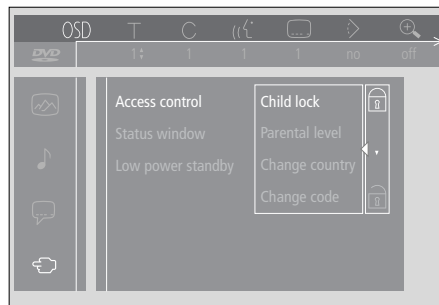 OSD T C
DVD 1 1 1 1 no off
Access control Child lock
Status window Parental level
Low power standby Change country
Change code